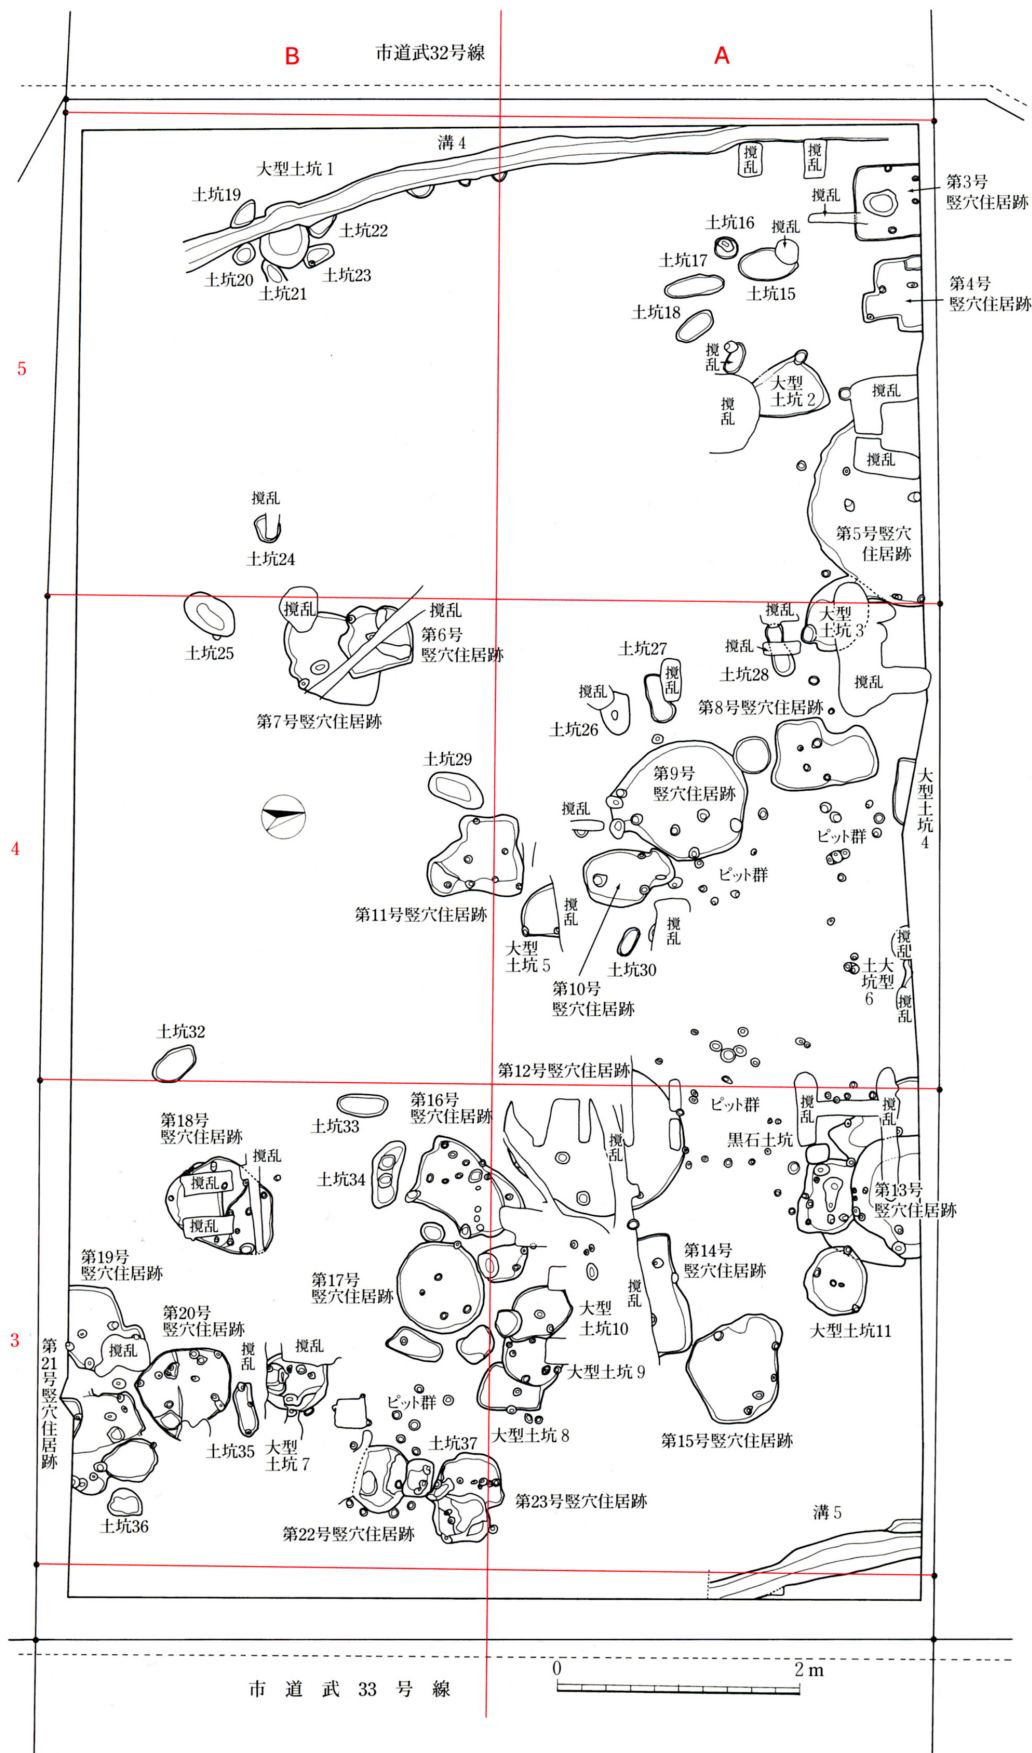 B
市道武32号線
A
溝4
大型土坑1
土坑19
土坑22
土坑20
土坑23
土坑21
攪乱
攪乱
攪乱
第3号
竪穴住居跡
土坑16
攪乱
土坑17
土坑15
第4号
竪穴住居跡
土坑18
5
攪乱
大型
土坑2
攪乱
攪乱
攪乱
第5号竪穴
住居跡
攪乱
土坑24
土坑25
攪乱
攪乱
第6号
竪穴住居跡
第7号竪穴住居跡
攪乱
大型
土坑3
土坑27
攪乱
攪乱
土坑28
攪乱
攪乱
土坑26
第8号竪穴住居跡
土坑29
第9号
竪穴住居跡
大型土坑4
攪乱
ピット群
4
ピット群
第11号竪穴住居跡
攪乱
大型
土坑5
攪乱
土坑30
第10号
竪穴住居跡
攪乱
大型
土坑6
攪乱
土坑32
第12号竪穴住居跡
土坑33
第16号
竪穴住居跡
ピット群
攪乱
攪乱
黒石土坑
攪乱
第18号
竪穴住居跡
攪乱
攪乱
攪乱
土坑34
第13号
竪穴住居跡
第19号
竪穴住居跡
第17号
竪穴住居跡
第14号
竪穴住居跡
攪乱
第20号
竪穴住居跡
大型
土坑10
大型土坑11
3
第21号竪穴住居跡
攪乱
攪乱
攪乱
大型土坑9
ピット群
大型土坑8
第15号竪穴住居跡
土坑35
大型
土坑7
土坑37
土坑36
第22号竪穴住居跡
第23号竪穴住居跡
溝5
0
2m
市道武33号線